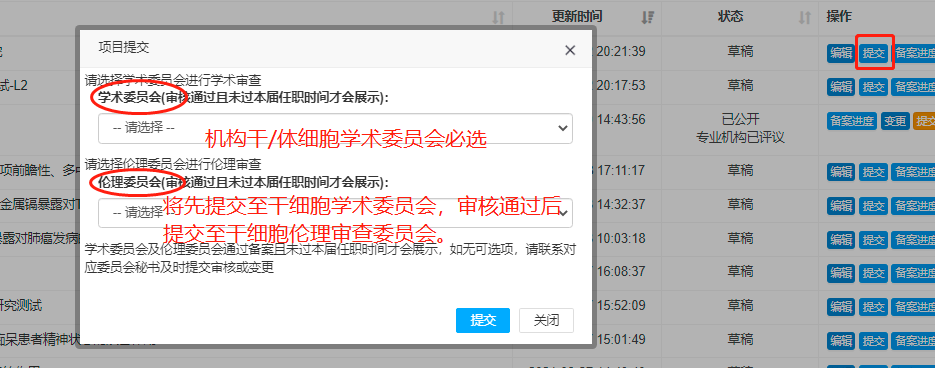 更新时间 状态 操作
项目提交
20:21:39 草稿 编辑 提交 备案进度
请选择学术委员会进行学术审查
试-L2 20:17:53 草稿 编辑 提交 备案进度
学术委员会(审核通过且未过本届任职时间才会展示):
-- 请选择 --
机构干/体细胞学术委员会必选
14:43:56 已公开
专业机构已评议 备案进度 变更 提交
请选择伦理委员会进行伦理审查
项前瞻性、多中 17:11:17 草稿 编辑 提交 备案进度
伦理委员会(审核通过且未过本届任职时间才会展示):
-- 请选择
将先提交至干细胞学术委员会，审核通过后
提交至干细胞伦理审查委员会。
金属镉暴露对T 14:32:37 草稿 编辑 提交 备案进度
暴露对肺癌发病 10:03:18 草稿 编辑 提交 备案进度
学术委员会及伦理委员会通过备案且未过本届任职时间才会展示，如无可选项，请联系对
应委员会秘书及时提交审核或变更
16:08:37 草稿 编辑 提交 备案进度
研究测试 15:52:09 草稿 编辑 提交 备案进度
提交 关闭
呆患者精神状 15:01:49 草稿 编辑 提交 备案进度